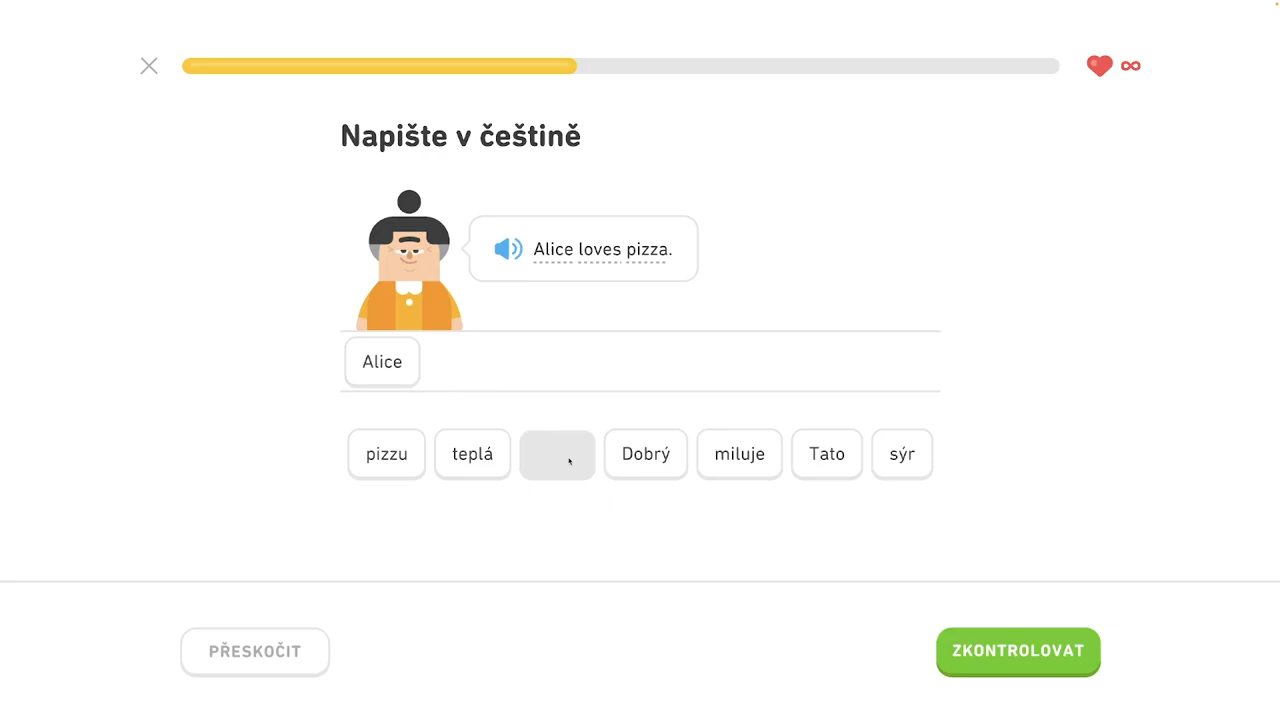 Napište v češtině
Alice loves pizza.
Alice
pizzu teplá Dobrý miluje Tato sýr
PŘESKOČIT ZKONTROLOVAT